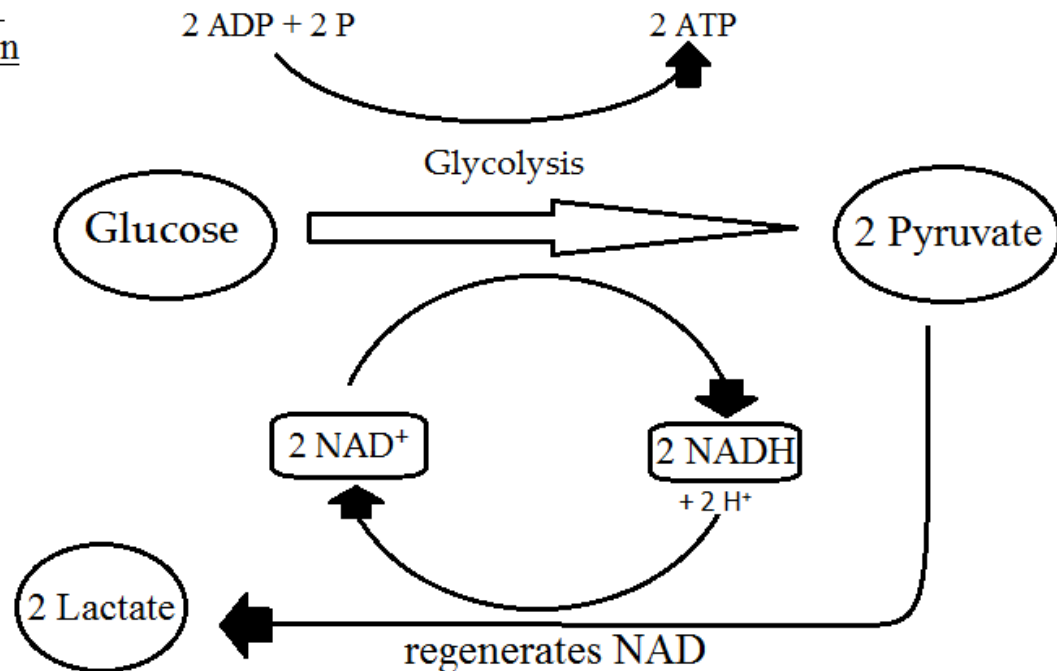 n
2 ADP + 2 P
2 ATP
Glycolysis
Glucose
2 Pyruvate
2 NAD⁺
2 NADH
+ 2 H⁺
2 Lactate
regenerates NAD